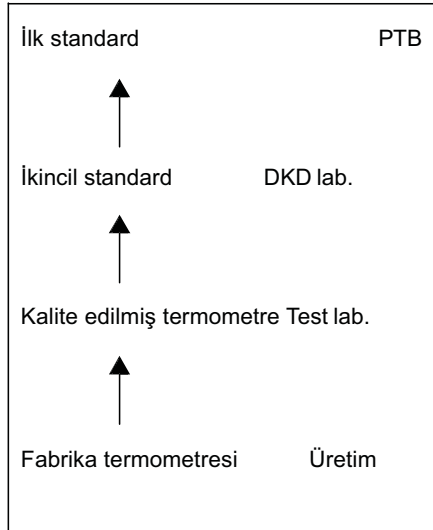 İlk standard PTB
İkincil standard DKD lab.
Kalite edilmiş termometre Test lab.
Fabrika termometresi Üretim